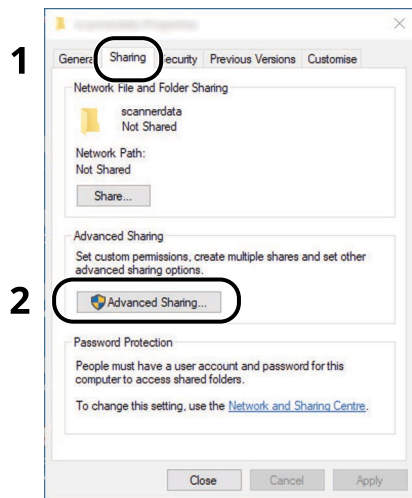 1
General Sharing Security Previous Versions Customise
Network File and Folder Sharing
scannerdata
Not Shared
Network Path:
Not Shared
Share...
Advanced Sharing
Set custom permissions, create multiple shares and set other
advanced sharing options.
2
Advanced Sharing...
Password Protection
People must have a user account and password for this
computer to access shared folders.
To change this setting, use the Network and Sharing Centre.
Close Cancel Apply